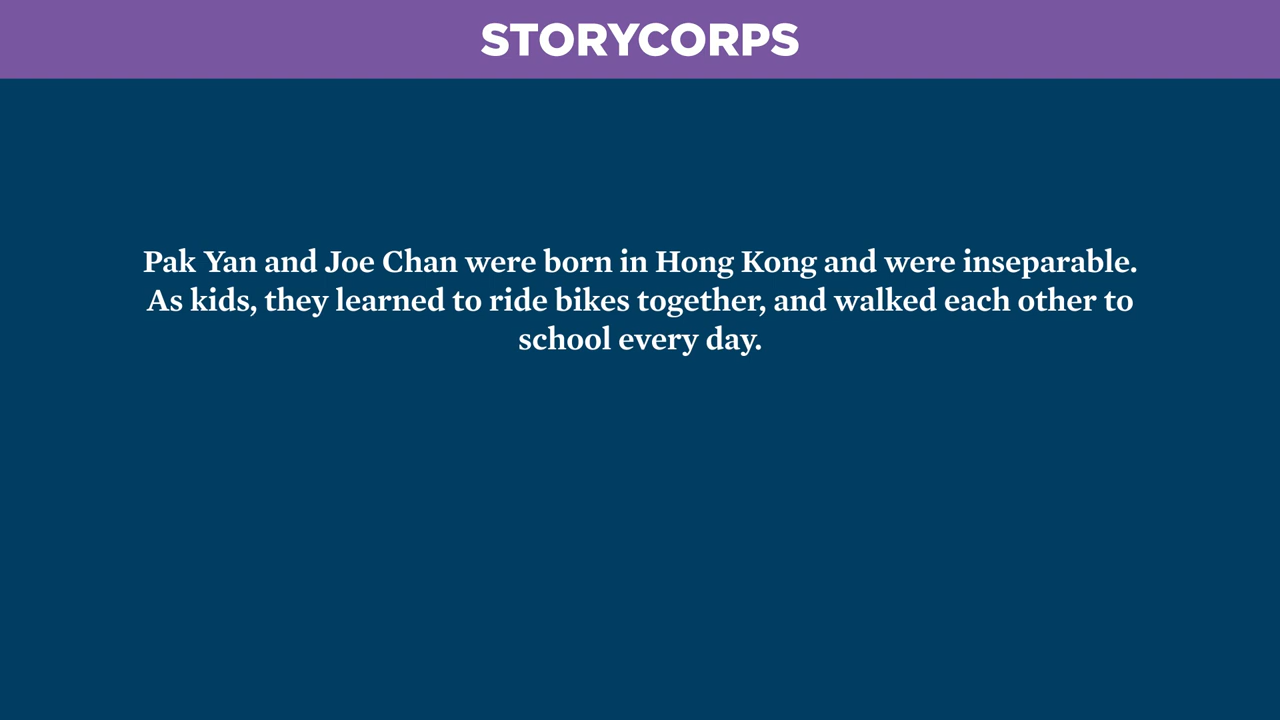 STORYCORPS
Pak Yan and Joe Chan were born in Hong Kong and were inseparable.
As kids, they learned to ride bikes together, and walked each other to
school every day.